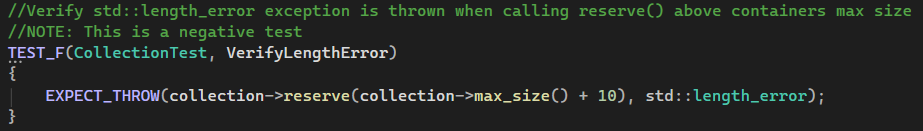 //Verify std::length_error exception is thrown when calling reserve() above containers max size
//NOTE: This is a negative test
TEST_F(CollectionTest, VerifyLengthError)
{
    EXPECT_THROW(collection->reserve(collection->max_size() + 10), std::length_error);
}